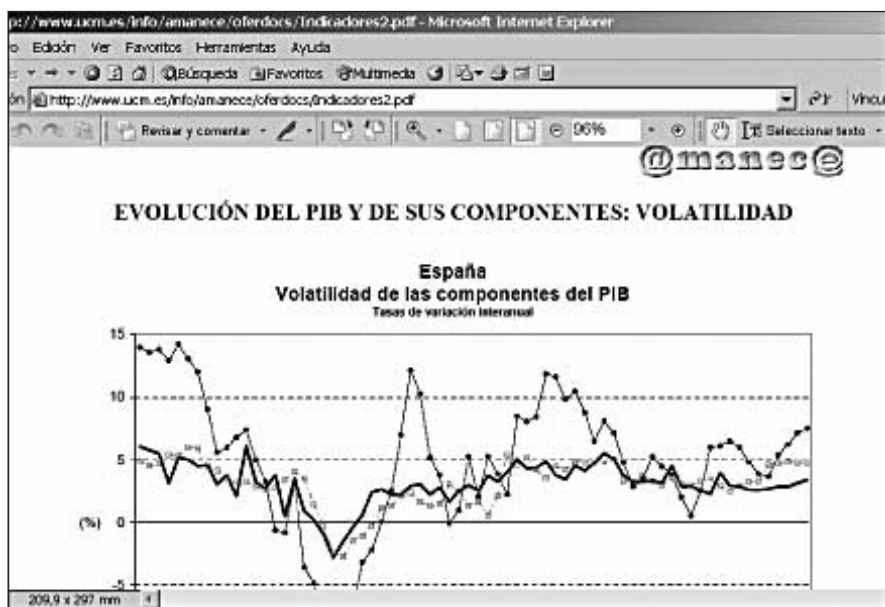 p://www.ucm.es/info/amanece/oferdocs/Indicadores2.pdf - Microsoft Internet Explorer
o Edición Ver Favoritos Herramientas Ayuda
Búsqueda Favoritos Multimedia
ón http://www.ucm.es/info/amanece/oferdocs/Indicadores2.pdf Ir Víncul
Revisar y comentar 96% Seleccionar texto
@manec@
EVOLUCIÓN DEL PIB Y DE SUS COMPONENTES: VOLATILIDAD
España
Volatilidad de las componentes del PIB
Tasas de variación interanual
15
10
5
(%) 0
-5
209,9 x 297 mm